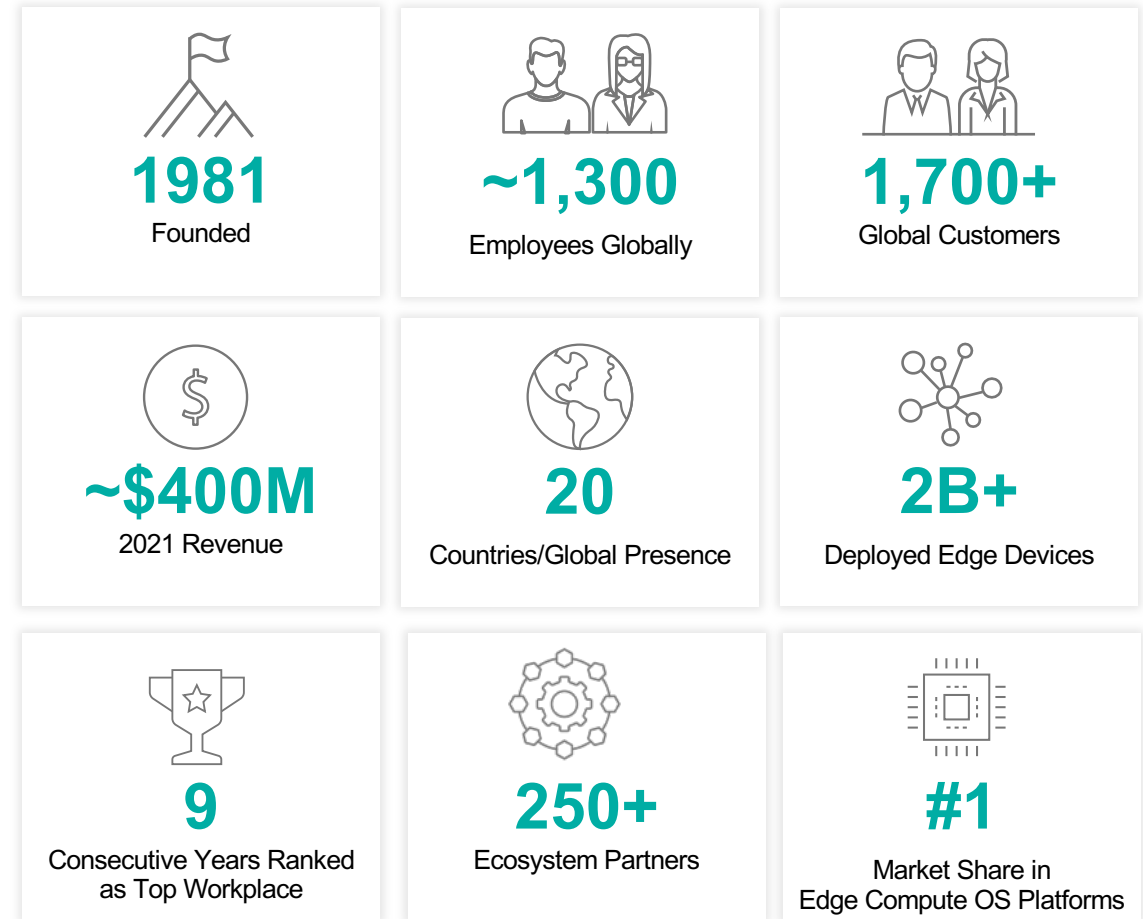 1981
Founded
~1,300
Employees Globally
1,700+
Global Customers
$
~$400M
2021 Revenue
20
Countries/Global Presence
2B+
Deployed Edge Devices
9
Consecutive Years Ranked
as Top Workplace
250+
Ecosystem Partners
#1
Market Share in
Edge Compute OS Platforms